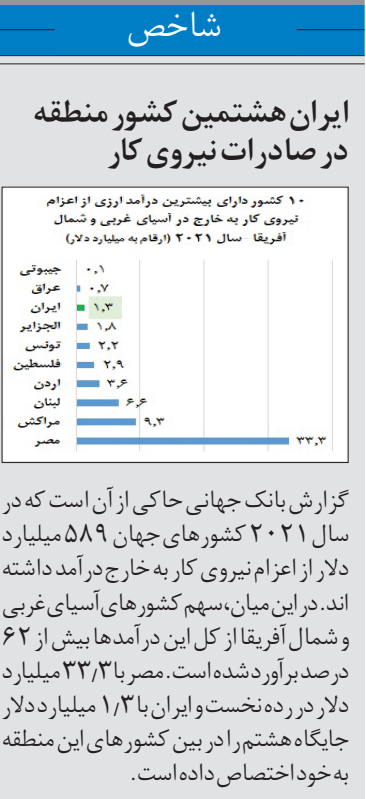 شاخص
ایران هشتمین کشور منطقه
در صادرات نیروی کار
۱۰ کشور دارای بیشترین درآمد ارزی از اعزام
نیروی کار به خارج در آسیای غربی و شمال
آفریقا سال ۲۰۲۱ (ارقام به میلیارد دلار)
جیبوتی ۰,۱
عراق ۰,۷
ایران ۱,۳
الجزایر ۱,۸
تونس ۲,۲
فلسطین ۲,۹
اردن ۳,۶
لبنان ۶,۶
مراکش ۹,۳
مصر ۳۳,۳
گزارش بانک جهانی حاکی از آن است که در
سال ۲۰۲۱ کشورهای جهان ۵۸۹ میلیارد
دلار از اعزام نیروی کار به خارج درآمد داشته
اند. در این میان، سهم کشورهای آسیای غربی
و شمال آفریقا از کل این درآمدها بیش از ۶۲
درصد برآورد شده است. مصر با ۳۳/۳ میلیارد
دلار در رده نخست و ایران با ۱/۳ میلیارد دلار
جایگاه هشتم را در بین کشورهای این منطقه
به خود اختصاص داده است.